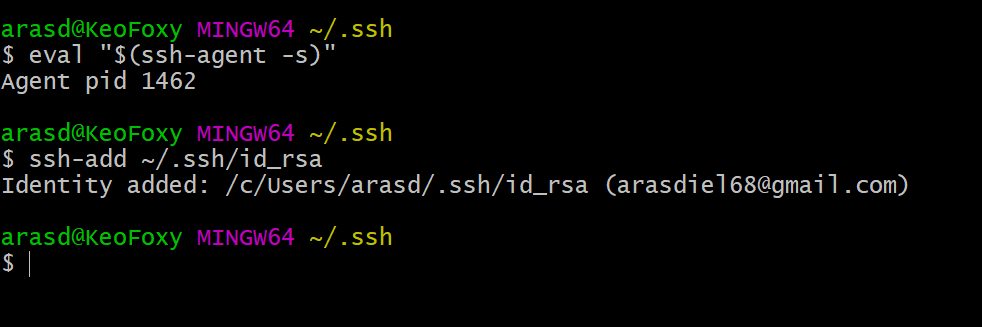 arasd@KeoFoxy MINGW64 ~/.ssh
$ eval "$(ssh-agent -s)"
Agent pid 1462
arasd@KeoFoxy MINGW64 ~/.ssh
$ ssh-add ~/.ssh/id_rsa
Identity added: /c/Users/arasd/.ssh/id_rsa (arasdiel68@gmail.com)
arasd@KeoFoxy MINGW64 ~/.ssh
$